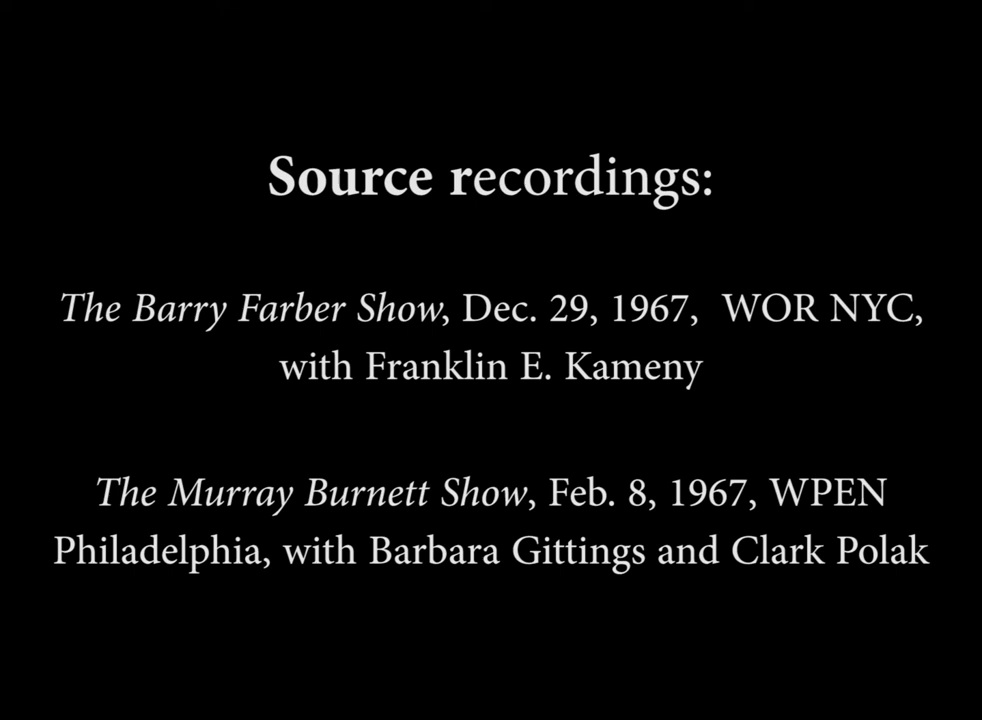 Source recordings:
The Barry Farber Show, Dec. 29, 1967,  WOR NYC,
with Franklin E. Kameny
The Murray Burnett Show, Feb. 8, 1967, WPEN
Philadelphia, with Barbara Gittings and Clark Polak